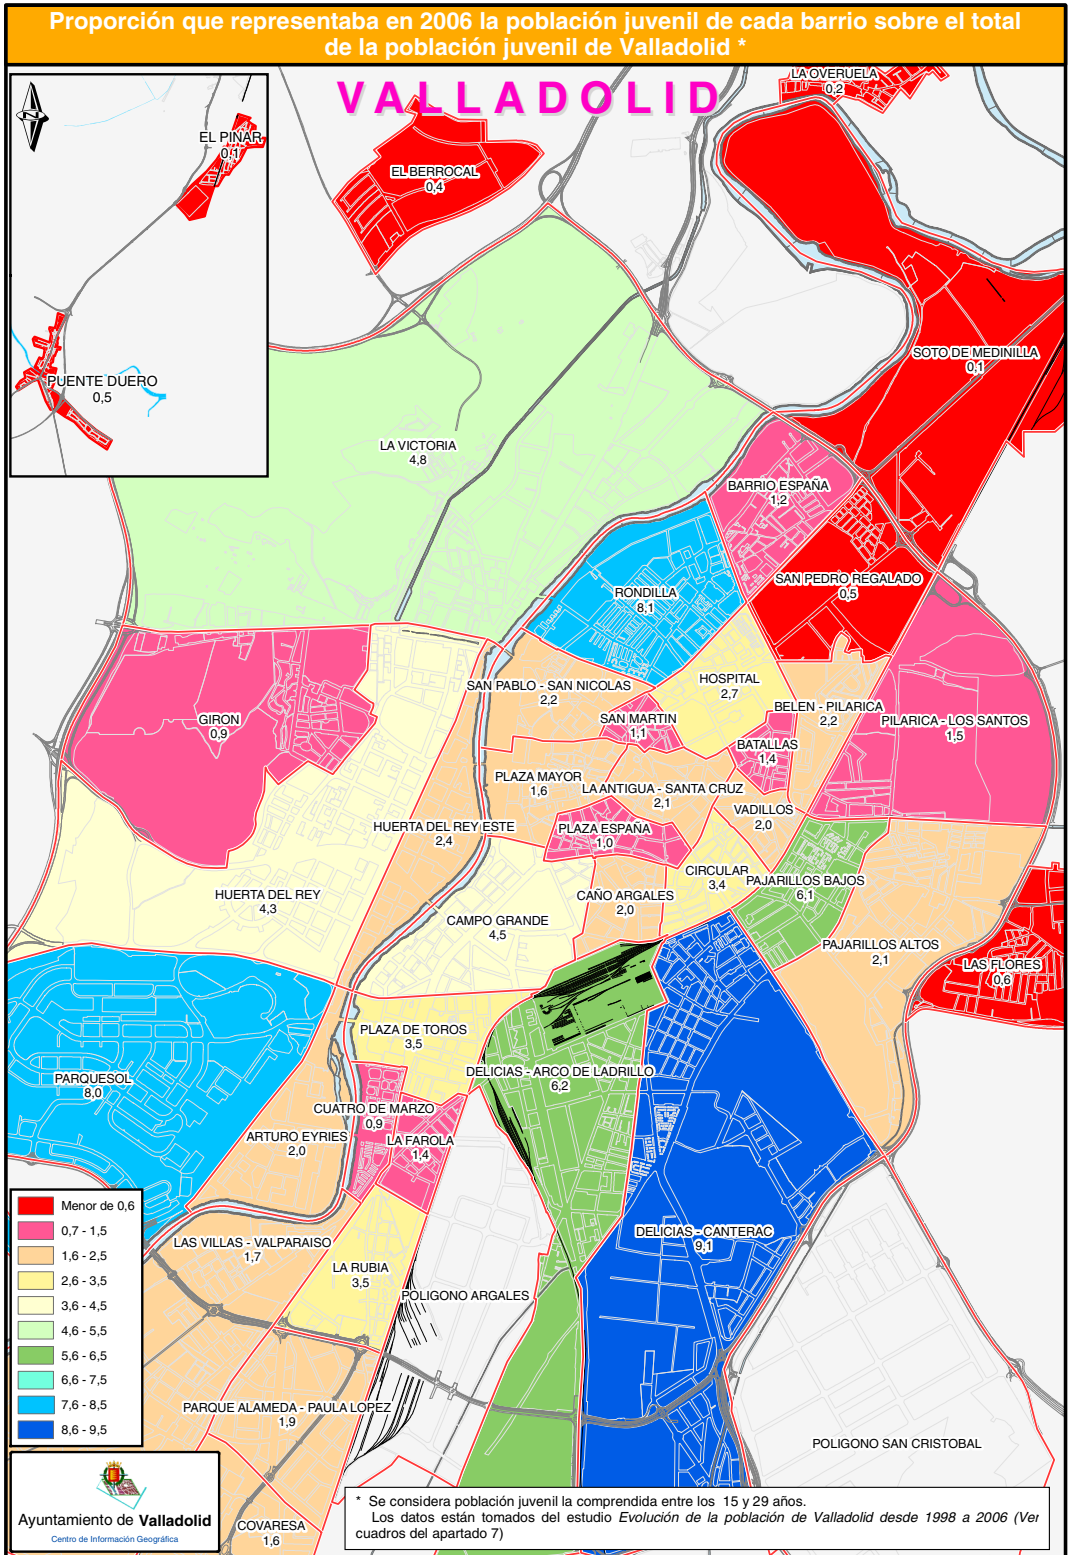 Proporción que representaba en 2006 la población juvenil de cada barrio sobre el total
de la población juvenil de Valladolid *
VALLADOLID
LA OVERUELA
0,2
N
EL PINAR
0,1
EL BERROCAL
0,4
SOTO DE MEDINILLA
0,1
PUENTE DUERO
0,5
LA VICTORIA
4,8
BARRIO ESPAÑA
1,2
SAN PEDRO REGALADO
0,5
RONDILLA
8,1
SAN PABLO - SAN NICOLAS
2,2
HOSPITAL
2,7
BELEN - PILARICA
2,2
GIRON
0,9
SAN MARTIN
1,1
PILARICA - LOS SANTOS
1,5
BATALLAS
1,4
PLAZA MAYOR
1,6
LA ANTIGUA - SANTA CRUZ
2,1
VADILLOS
2,0
HUERTA DEL REY ESTE
2,4
PLAZA ESPAÑA
1,0
CIRCULAR
3,4
PAJARILLOS BAJOS
6,1
HUERTA DEL REY
4,3
CAÑO ARGALES
2,0
CAMPO GRANDE
4,5
PAJARILLOS ALTOS
2,1
LAS FLORES
0,6
PLAZA DE TOROS
3,5
PARQUESOL
8,0
DELICIAS - ARCO DE LADRILLO
6,2
CUATRO DE MARZO
0,9
ARTURO EYRIES
2,0
LA FAROLA
1,4
DELICIAS - CANTERAC
9,1
LAS VILLAS - VALPARAISO
1,7
LA RUBIA
3,5
POLIGONO ARGALES
PARQUE ALAMEDA - PAULA LOPEZ
1,9
POLIGONO SAN CRISTOBAL
COVARESA
1,6
Menor de 0,6
0,7 - 1,5
1,6 - 2,5
2,6 - 3,5
3,6 - 4,5
4,6 - 5,5
5,6 - 6,5
6,6 - 7,5
7,6 - 8,5
8,6 - 9,5
Ayuntamiento de Valladolid
Centro de Información Geográfica
* Se considera población juvenil la comprendida entre los 15 y 29 años.
Los datos están tomados del estudio Evolución de la población de Valladolid desde 1998 a 2006 (Ver
cuadros del apartado 7)